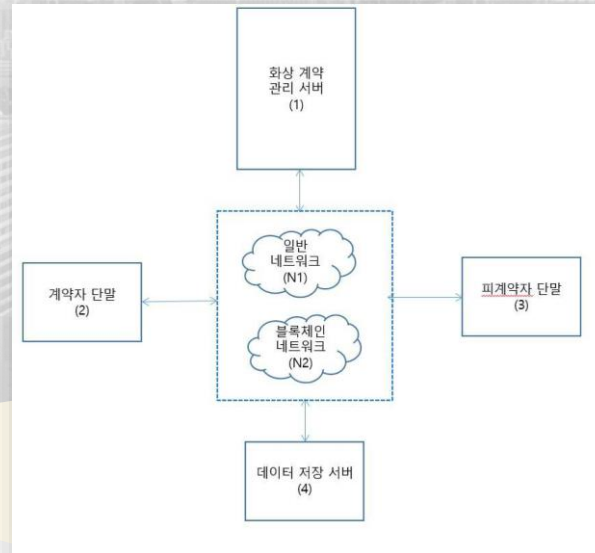 화상 계약
관리 서버
(1)
일반
네트워크
(N1)
계약자 단말
(2)
피계약자 단말
(3)
블록체인
네트워크
(N2)
데이터 저장 서버
(4)